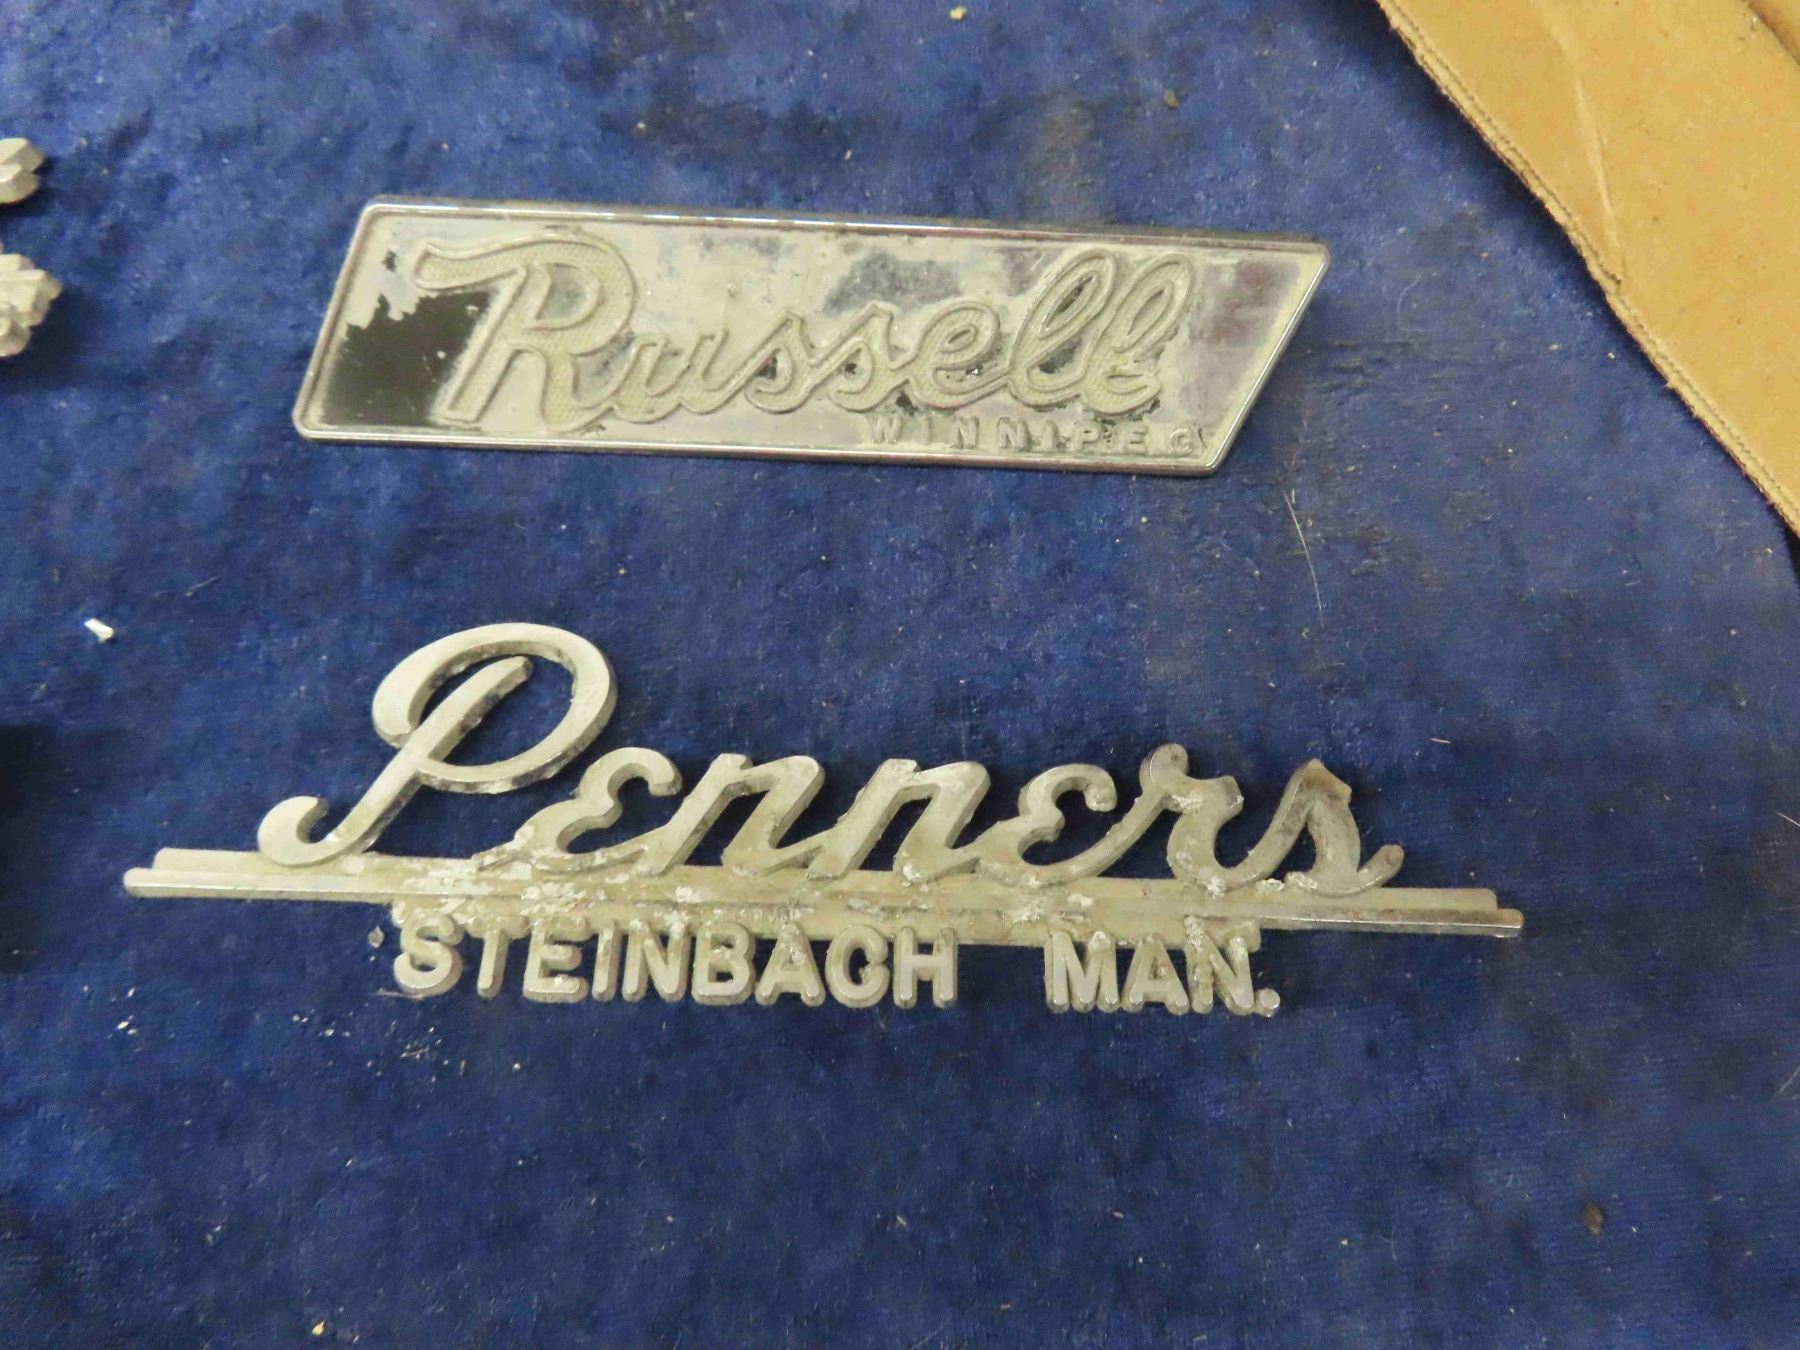 Russell
WINNIPEG
Penners
STEINBACH MAN.